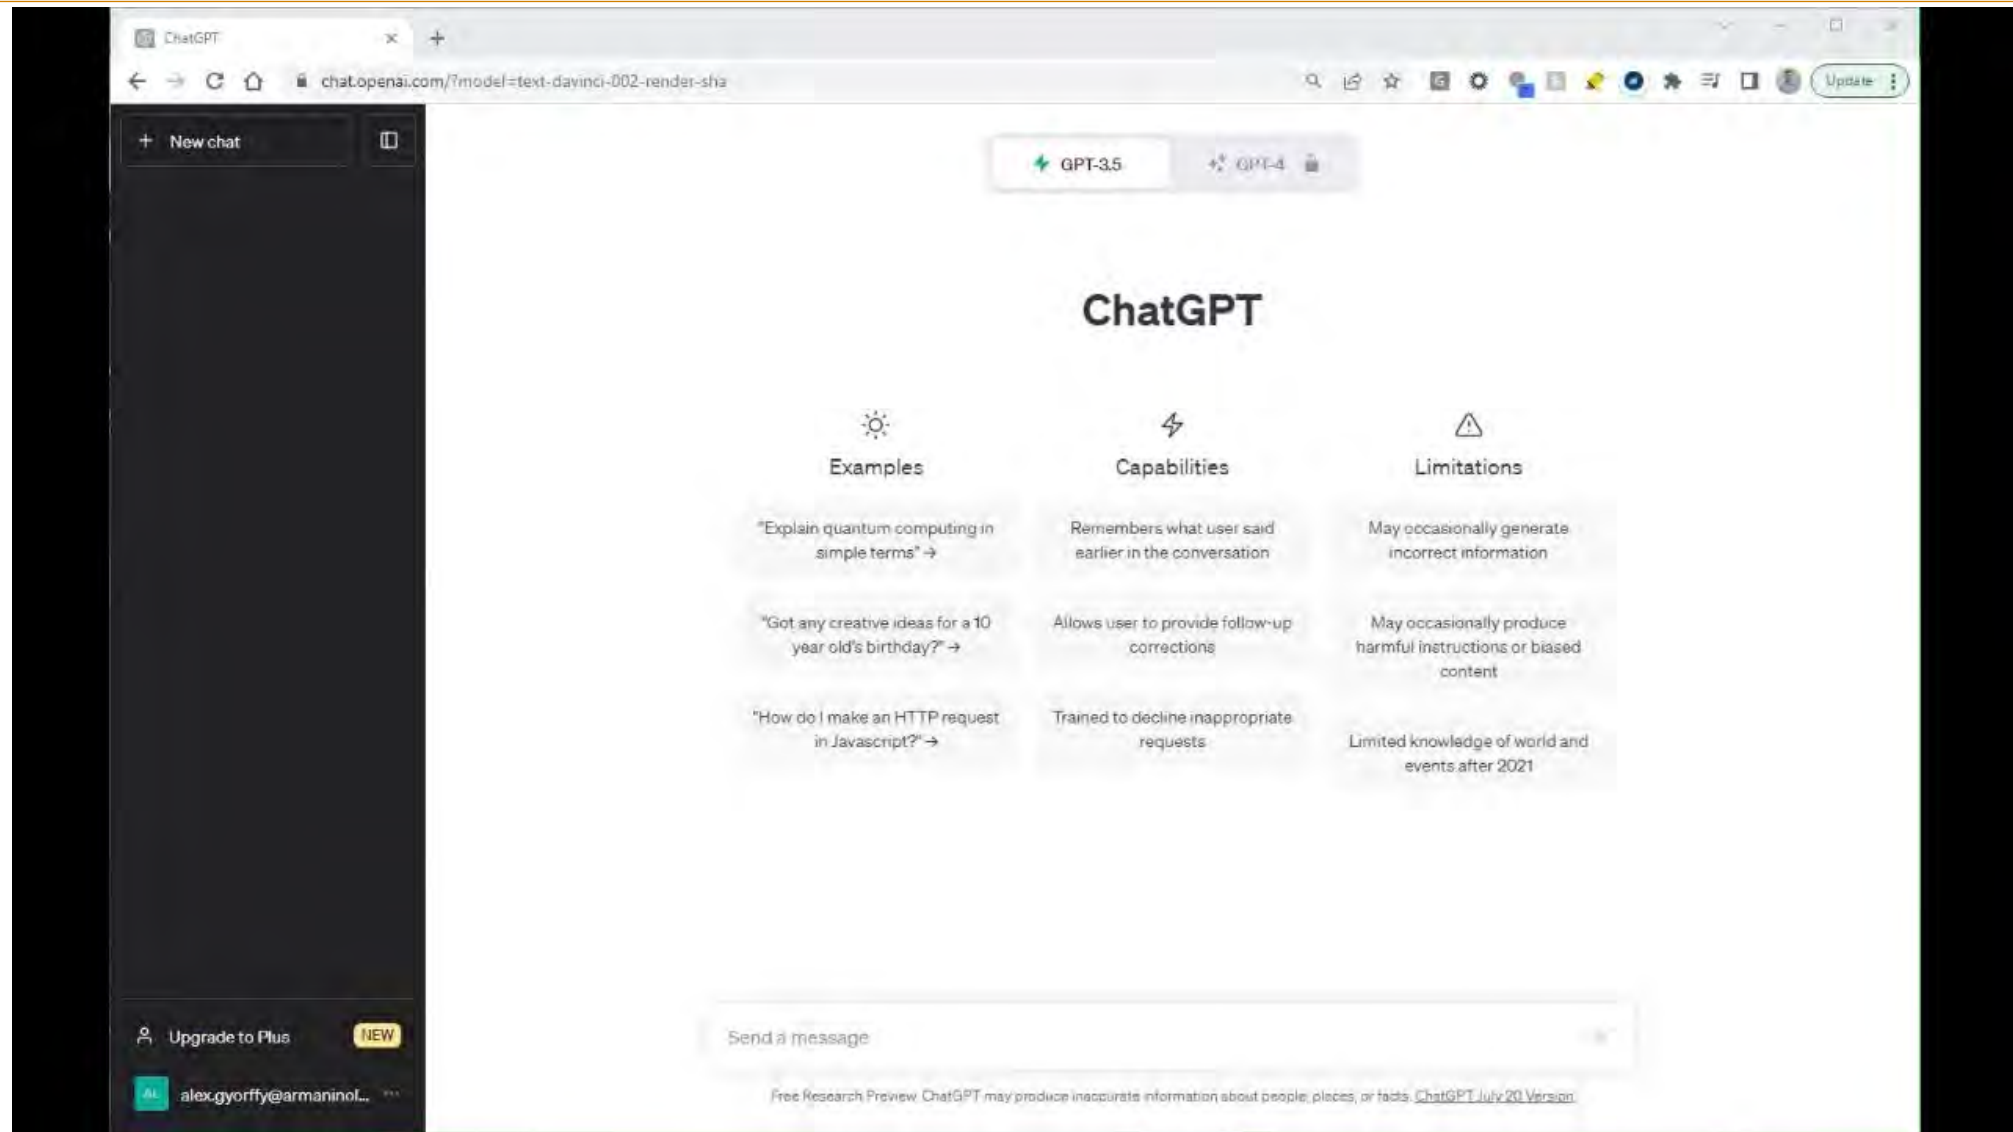 ChatGPT
chat.openai.com/?model=text-davinci-002-render-sha
Update
New chat
GPT-3.5
GPT-4
ChatGPT
Examples
"Explain quantum computing in
simple terms" →
"Got any creative ideas for a 10
year old's birthday?" →
"How do I make an HTTP request
in Javascript?" →
Capabilities
Remembers what user said
earlier in the conversation
Allows user to provide follow-up
corrections
Trained to decline inappropriate
requests
Limitations
May occasionally generate
incorrect information
May occasionally produce
harmful instructions or biased
content
Limited knowledge of world and
events after 2021
Upgrade to Plus NEW
AL alex.gyorffy@armaninol... ···
Send a message
Free Research Preview. ChatGPT may produce inaccurate information about people, places, or facts. ChatGPT July 20 Version